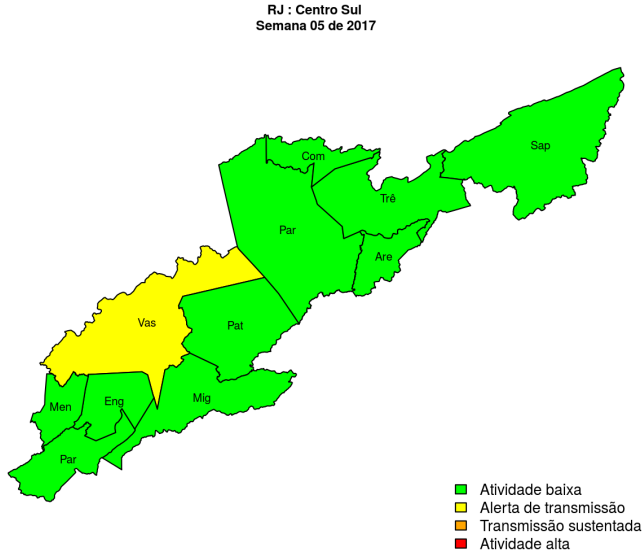 RJ : Centro Sul
Semana 05 de 2017
Sap
Com
Trê
Par
Are
Vas
Pat
Mig
Eng
Men
Par
Atividade baixa
Alerta de transmissão
Transmissão sustentada
Atividade alta